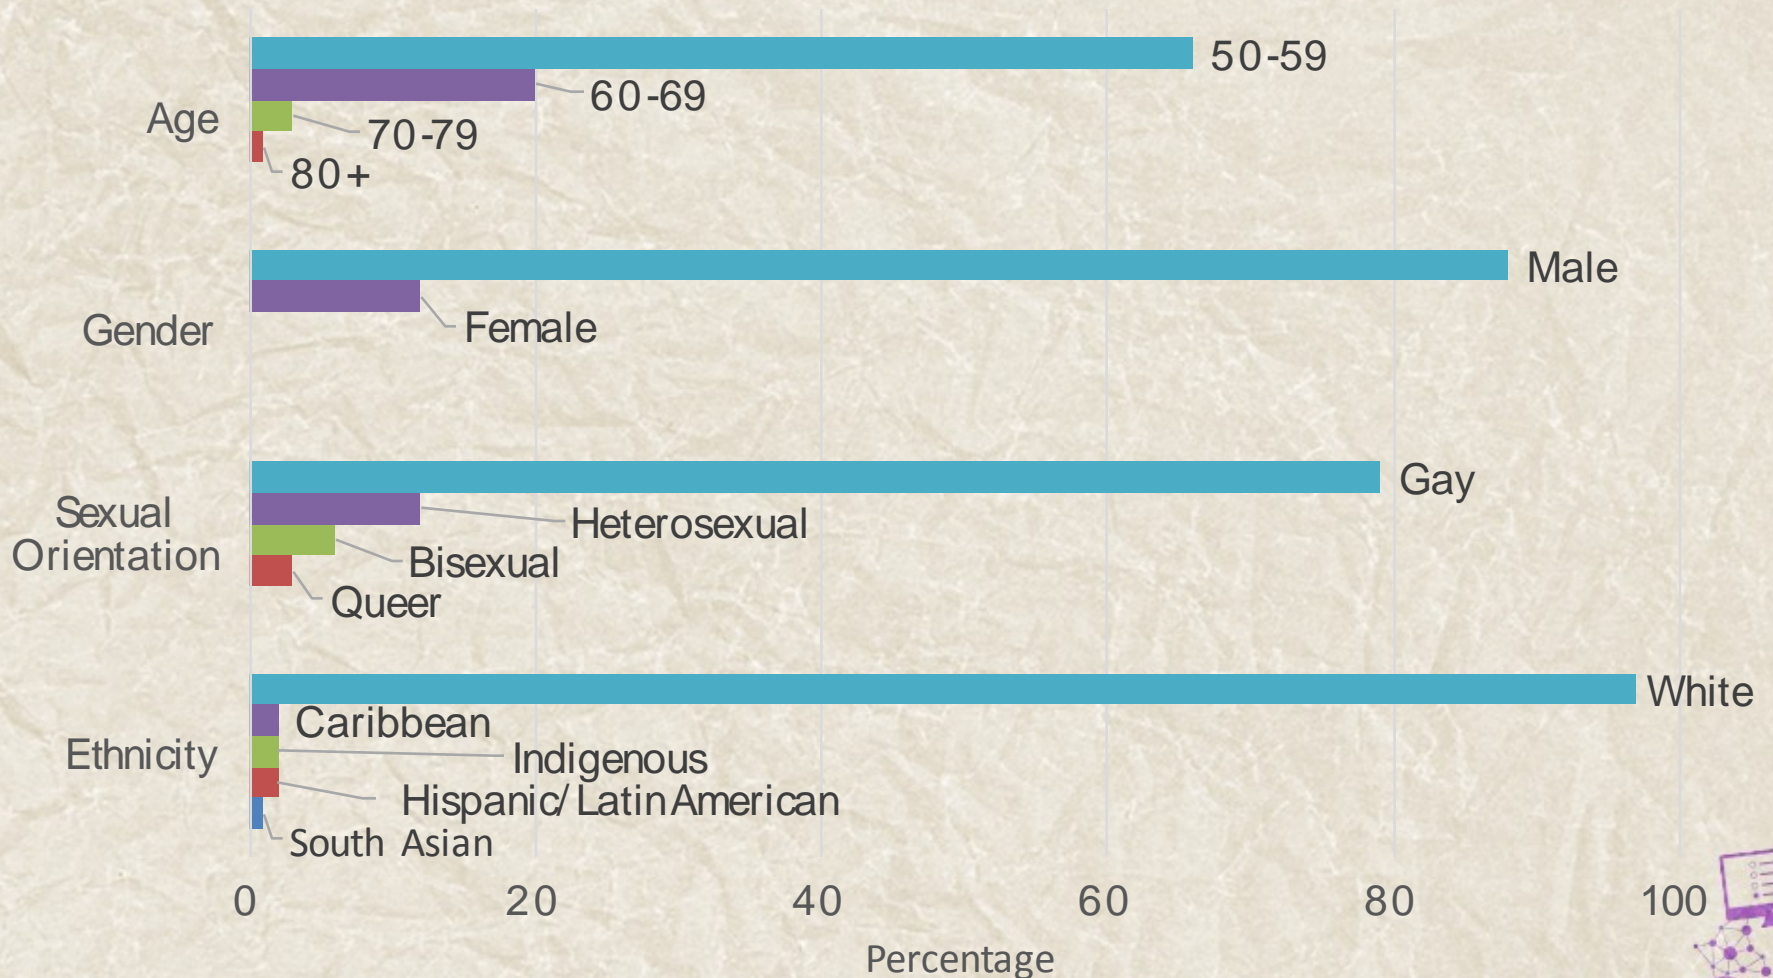 50-59
60-69
Age
70-79
80+
Male
Female
Gender
Gay
Sexual
Orientation
Heterosexual
Bisexual
Queer
White
Caribbean
Ethnicity
Indigenous
Hispanic/ Latin American
South Asian
0 20 40 60 80 100
Percentage